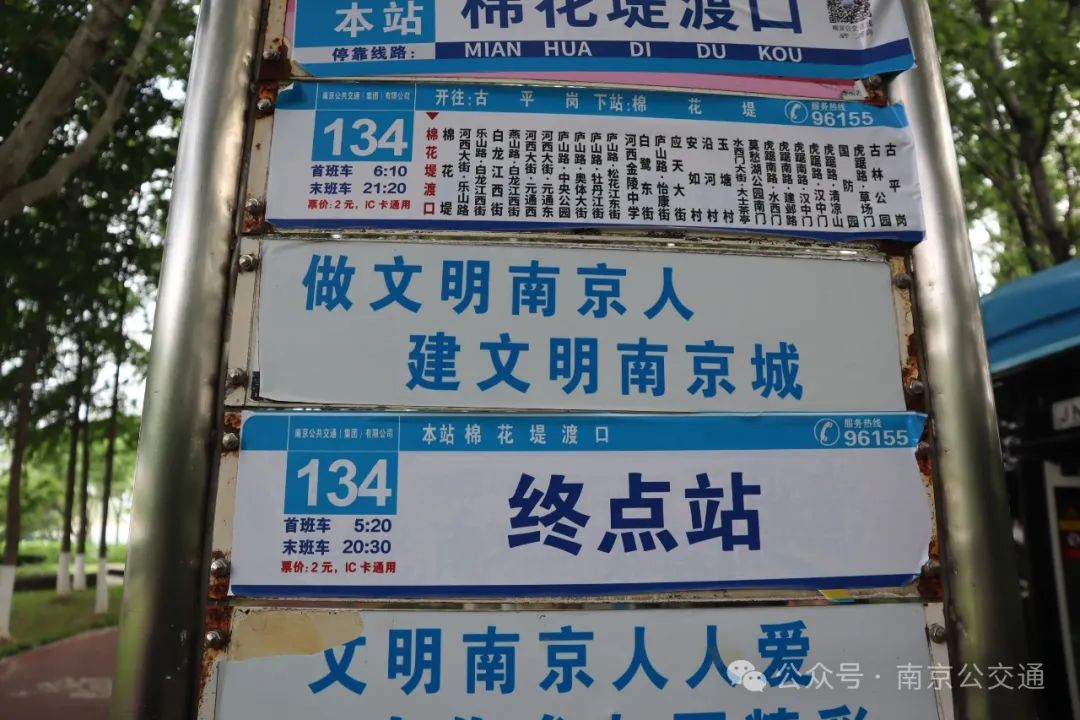 本站 棉花堤渡口
停靠线路： MIAN HUA DI DU KOU
南京公共交通（集团）有限公司 开往：古平岗 下站：棉花堤 服务热线 96155
134
首班车 6:10
末班车 21:20
票价：2元，IC卡通用
棉花堤渡口
棉花堤
河西大街·乐山路
乐山路·白龙江西街
白龙江西街
燕山路·白龙江西街
河西大街·元通西
河西大街·元通东
庐山路·中央公园
庐山路·奥体大街
庐山路·牡丹江街
庐山路·松花江东街
河西金陵中学
白鹭东街
庐山路·怡康街
应天大街
安如村
沿河村
玉塘村
水西门大街·大士茶亭
莫愁湖公园南门
虎踞南路·水西门
虎踞南路·建邺路
虎踞南路·汉中门
虎踞路·汉中门
虎踞路·清凉山
国防园
虎踞路·草场门
古林公园
古平岗
做文明南京人
建文明南京城
南京公共交通（集团）有限公司 本站棉花堤渡口 服务热线 96155
134
首班车 5:20
末班车 20:30
票价：2元，IC卡通用
终点站
文明南京人人爱
公众号·南京公交通